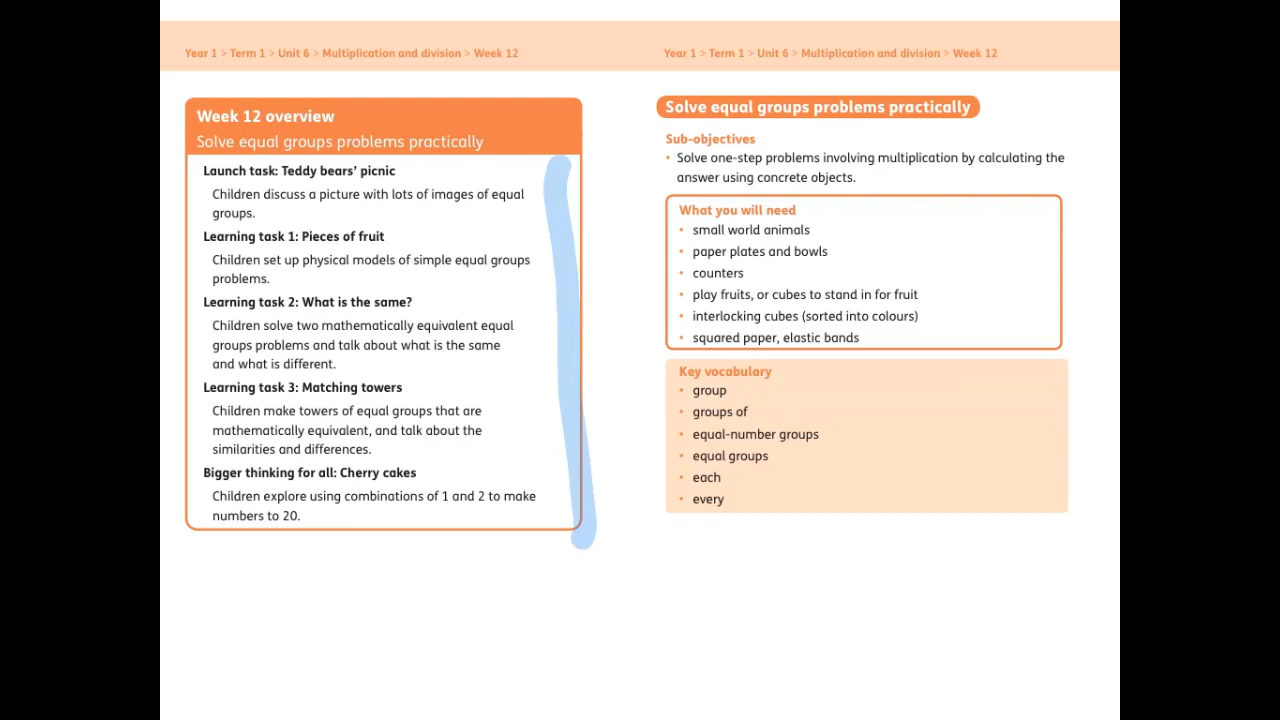 Year 1 > Term 1 > Unit 6 > Multiplication and division > Week 12
Week 12 overview
Solve equal groups problems practically
Launch task: Teddy bears’ picnic
Children discuss a picture with lots of images of equal
groups.
Learning task 1: Pieces of fruit
Children set up physical models of simple equal groups
problems.
Learning task 2: What is the same?
Children solve two mathematically equivalent equal
groups problems and talk about what is the same
and what is different.
Learning task 3: Matching towers
Children make towers of equal groups that are
mathematically equivalent, and talk about the
similarities and differences.
Bigger thinking for all: Cherry cakes
Children explore using combinations of 1 and 2 to make
numbers to 20.
Year 1 > Term 1 > Unit 6 > Multiplication and division > Week 12
Solve equal groups problems practically
Sub-objectives
• Solve one-step problems involving multiplication by calculating the
answer using concrete objects.
What you will need
• small world animals
• paper plates and bowls
• counters
• play fruits, or cubes to stand in for fruit
• interlocking cubes (sorted into colours)
• squared paper, elastic bands
Key vocabulary
• group
• groups of
• equal-number groups
• equal groups
• each
• every